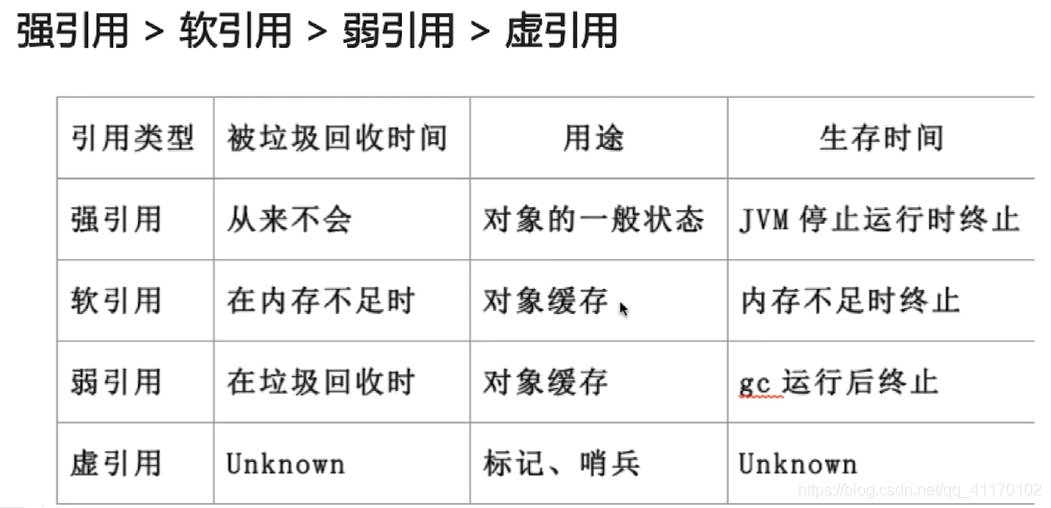 强引用 > 软引用 > 弱引用 > 虚引用
引用类型 被垃圾回收时间 用途 生存时间
强引用 从来不会 对象的一般状态 JVM 停止运行时终止
软引用 在内存不足时 对象缓存 内存不足时终止
弱引用 在垃圾回收时 对象缓存 gc 运行后终止
虚引用 Unknown 标记、哨兵 Unknown
https://blog.csdn.net/qq_41170102